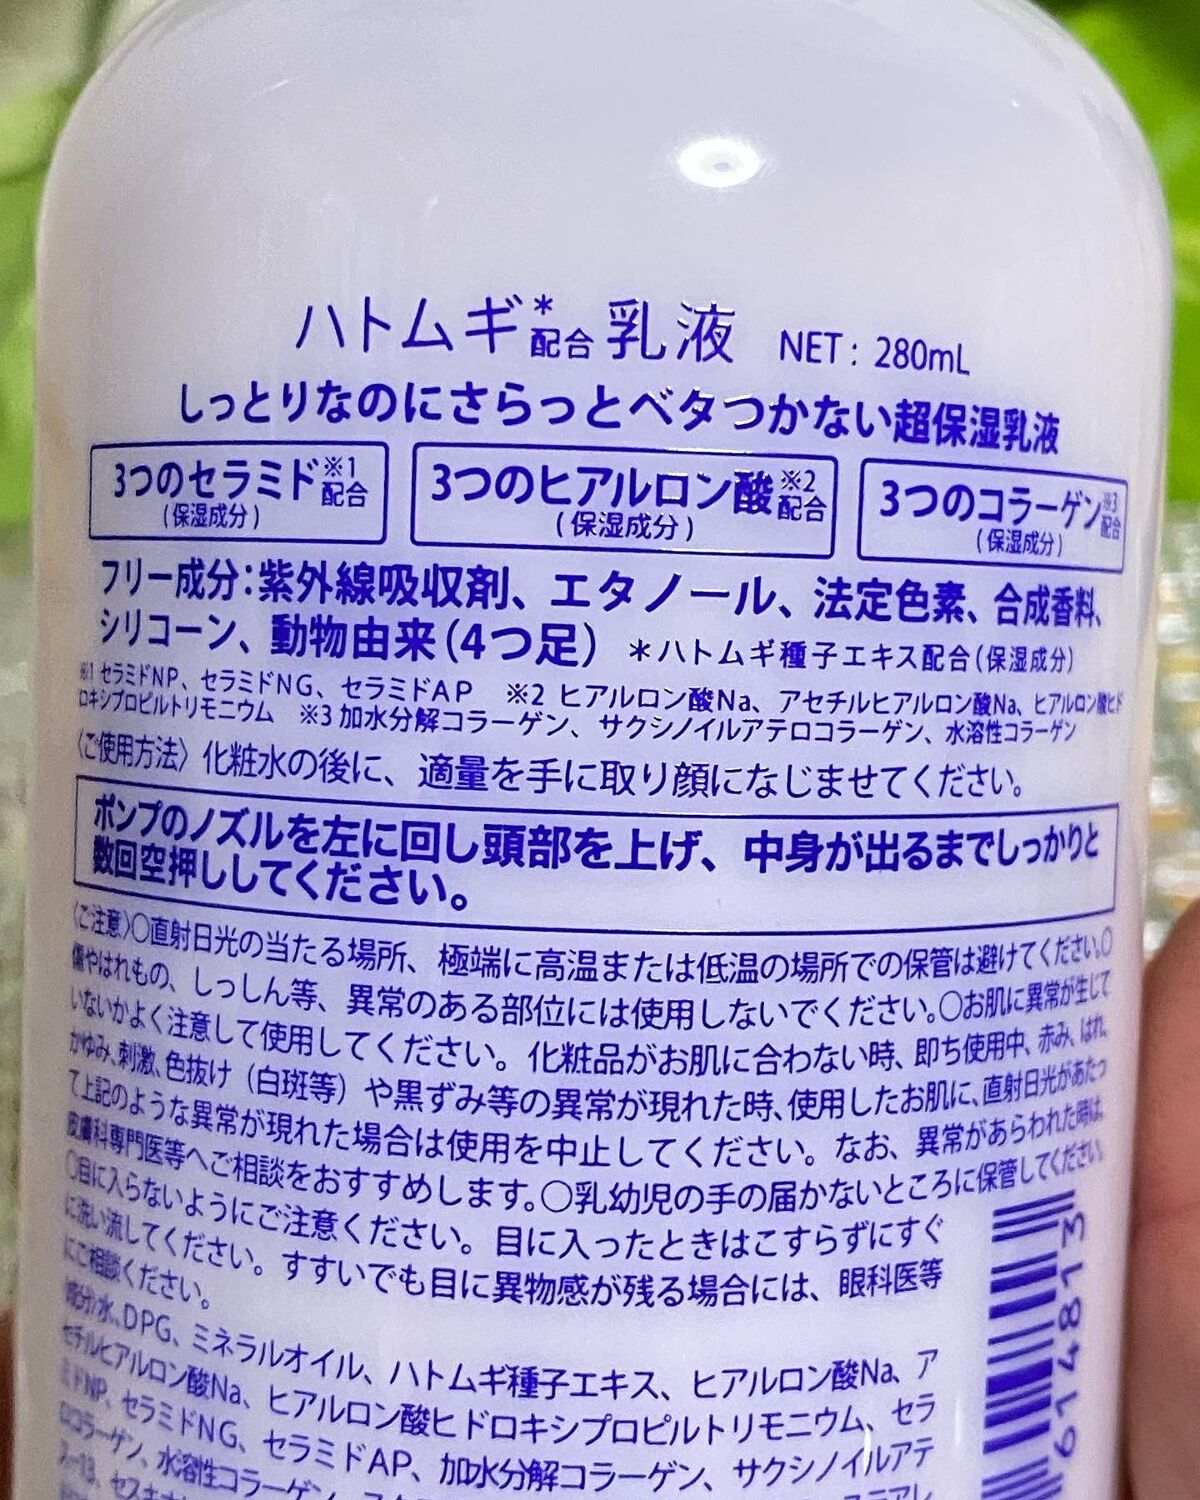 ハトムギ*配合乳液 NET: 280mL
しっとりなのにさらっとベタつかない超保湿乳液
3つのセラミド※1配合
(保湿成分)
3つのヒアルロン酸※2配合
(保湿成分)
3つのコラーゲン※3配合
(保湿成分)
フリー成分:紫外線吸収剤、エタノール、法定色素、合成香料、
シリコーン、動物由来(4つ足) *ハトムギ種子エキス配合(保湿成分)
※1 セラミドNP、セラミドNG、セラミドAP ※2 ヒアルロン酸Na、アセチルヒアルロン酸Na、ヒアルロン酸ヒド
ロキシプロピルトリモニウム ※3 加水分解コラーゲン、サクシノイルアテロコラーゲン、水溶性コラーゲン
〈ご使用方法〉化粧水の後に、適量を手に取り顔になじませてください。
ポンプのノズルを左に回し頭部を上げ、中身が出るまでしっかりと
数回空押ししてください。
〈ご注意〉○直射日光の当たる場所、極端に高温または低温の場所での保管は避けてください。○
傷やはれもの、しっしん等、異常のある部位には使用しないでください。○お肌に異常が生じて
いないかよく注意して使用してください。化粧品がお肌に合わない時、即ち使用中、赤み、はれ、
かゆみ、刺激、色抜け(白斑等)や黒ずみ等の異常が現れた時、使用したお肌に、直射日光があたっ
て上記のような異常が現れた場合は使用を中止してください。なお、異常があらわれた時は、
皮膚科専門医等へご相談をおすすめします。○乳幼児の手の届かないところに保管してください。
○目に入らないようにご注意ください。目に入ったときはこすらずにすぐ
に洗い流してください。すすいでも目に異物感が残る場合には、眼科医等
にご相談ください。
成分/水、DPG、ミネラルオイル、ハトムギ種子エキス、ヒアルロン酸Na、ア
セチルヒアルロン酸Na、ヒアルロン酸ヒドロキシプロピルトリモニウム、セラ
ミドNP、セラミドNG、セラミドAP、加水分解コラーゲン、サクシノイルアテ
ロコラーゲン、水溶性コラーゲン、